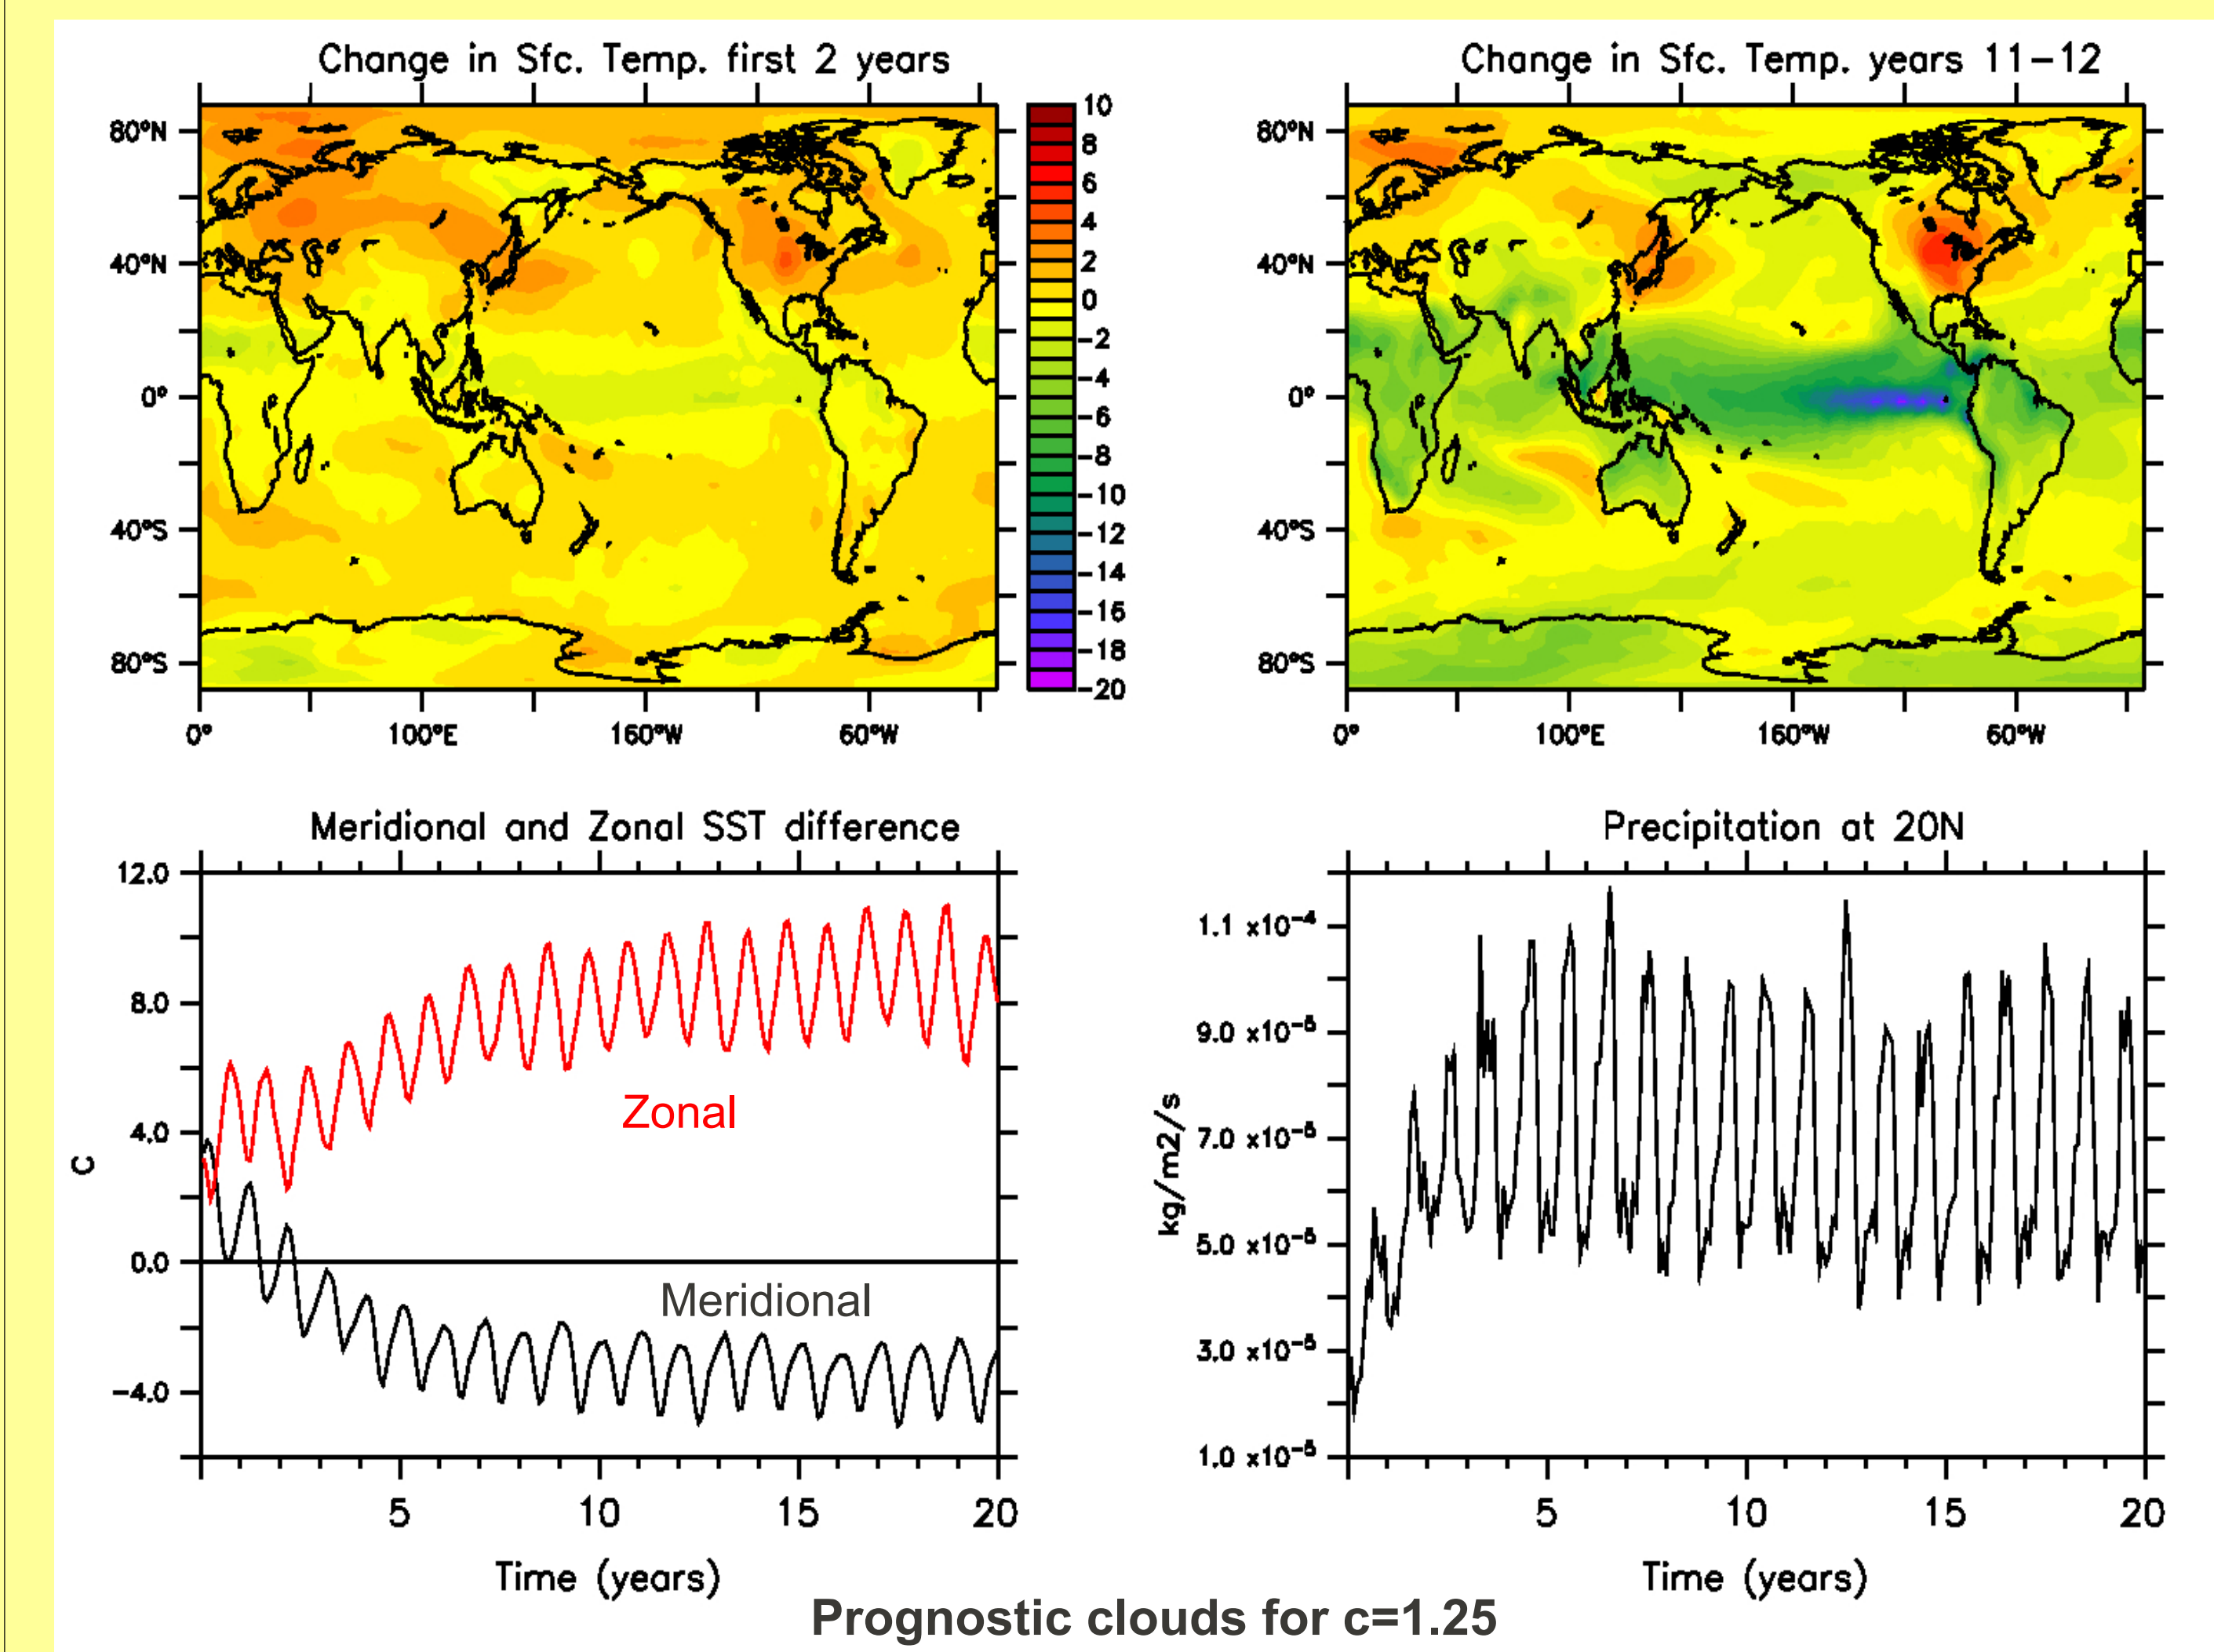 Change in Sfc. Temp. first 2 years
80°N
40°N
0°
40°S
80°S
0°
100°E
160°W
60°W
10
8
6
4
2
0
-2
-4
-6
-8
-10
-12
-14
-16
-18
-20
Change in Sfc. Temp. years 11-12
80°N
40°N
0°
40°S
80°S
0°
100°E
160°W
60°W
Meridional and Zonal SST difference
12.0
8.0
4.0
0.0
-4.0
C
Zonal
Meridional
5
10
15
20
Time (years)
Precipitation at 20N
1.1 x10⁻⁴
9.0 x10⁻⁵
7.0 x10⁻⁵
5.0 x10⁻⁵
3.0 x10⁻⁵
1.0 x10⁻⁵
kg/m2/s
5
10
15
20
Time (years)
Prognostic clouds for c=1.25